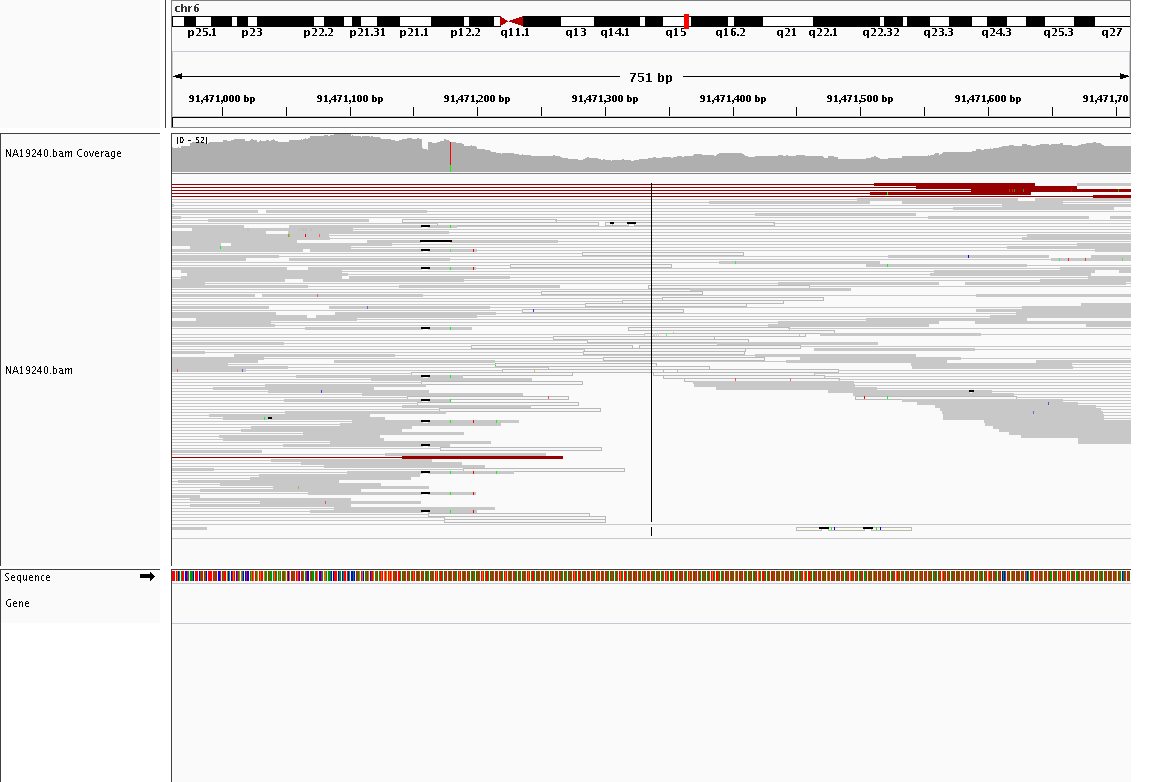 chr6
p25.1 p23 p22.2 p21.31 p21.1 p12.2 q11.1 q13 q14.1 q15 q16.2 q21 q22.1 q22.32 q23.3 q24.3 q25.3 q27
751 bp
91,471,000 bp 91,471,100 bp 91,471,200 bp 91,471,300 bp 91,471,400 bp 91,471,500 bp 91,471,600 bp 91,471,70
[0 - 52]
NA19240.bam Coverage
NA19240.bam
Sequence
Gene